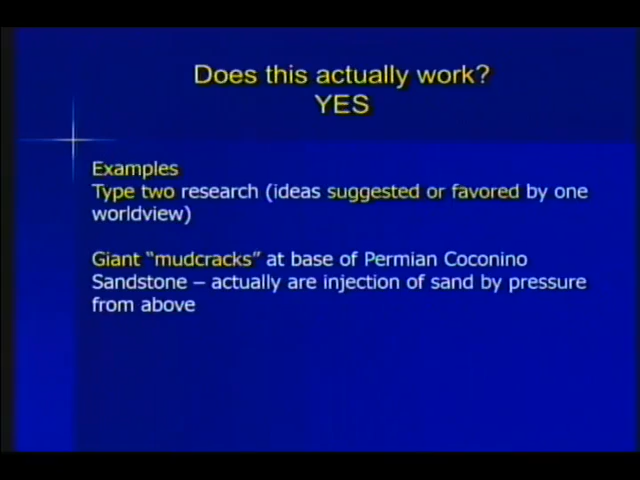 Does this actually work?
YES
Examples
Type two research (ideas suggested or favored by one
worldview)
Giant “mudcracks” at base of Permian Coconino
Sandstone – actually are injection of sand by pressure
from above